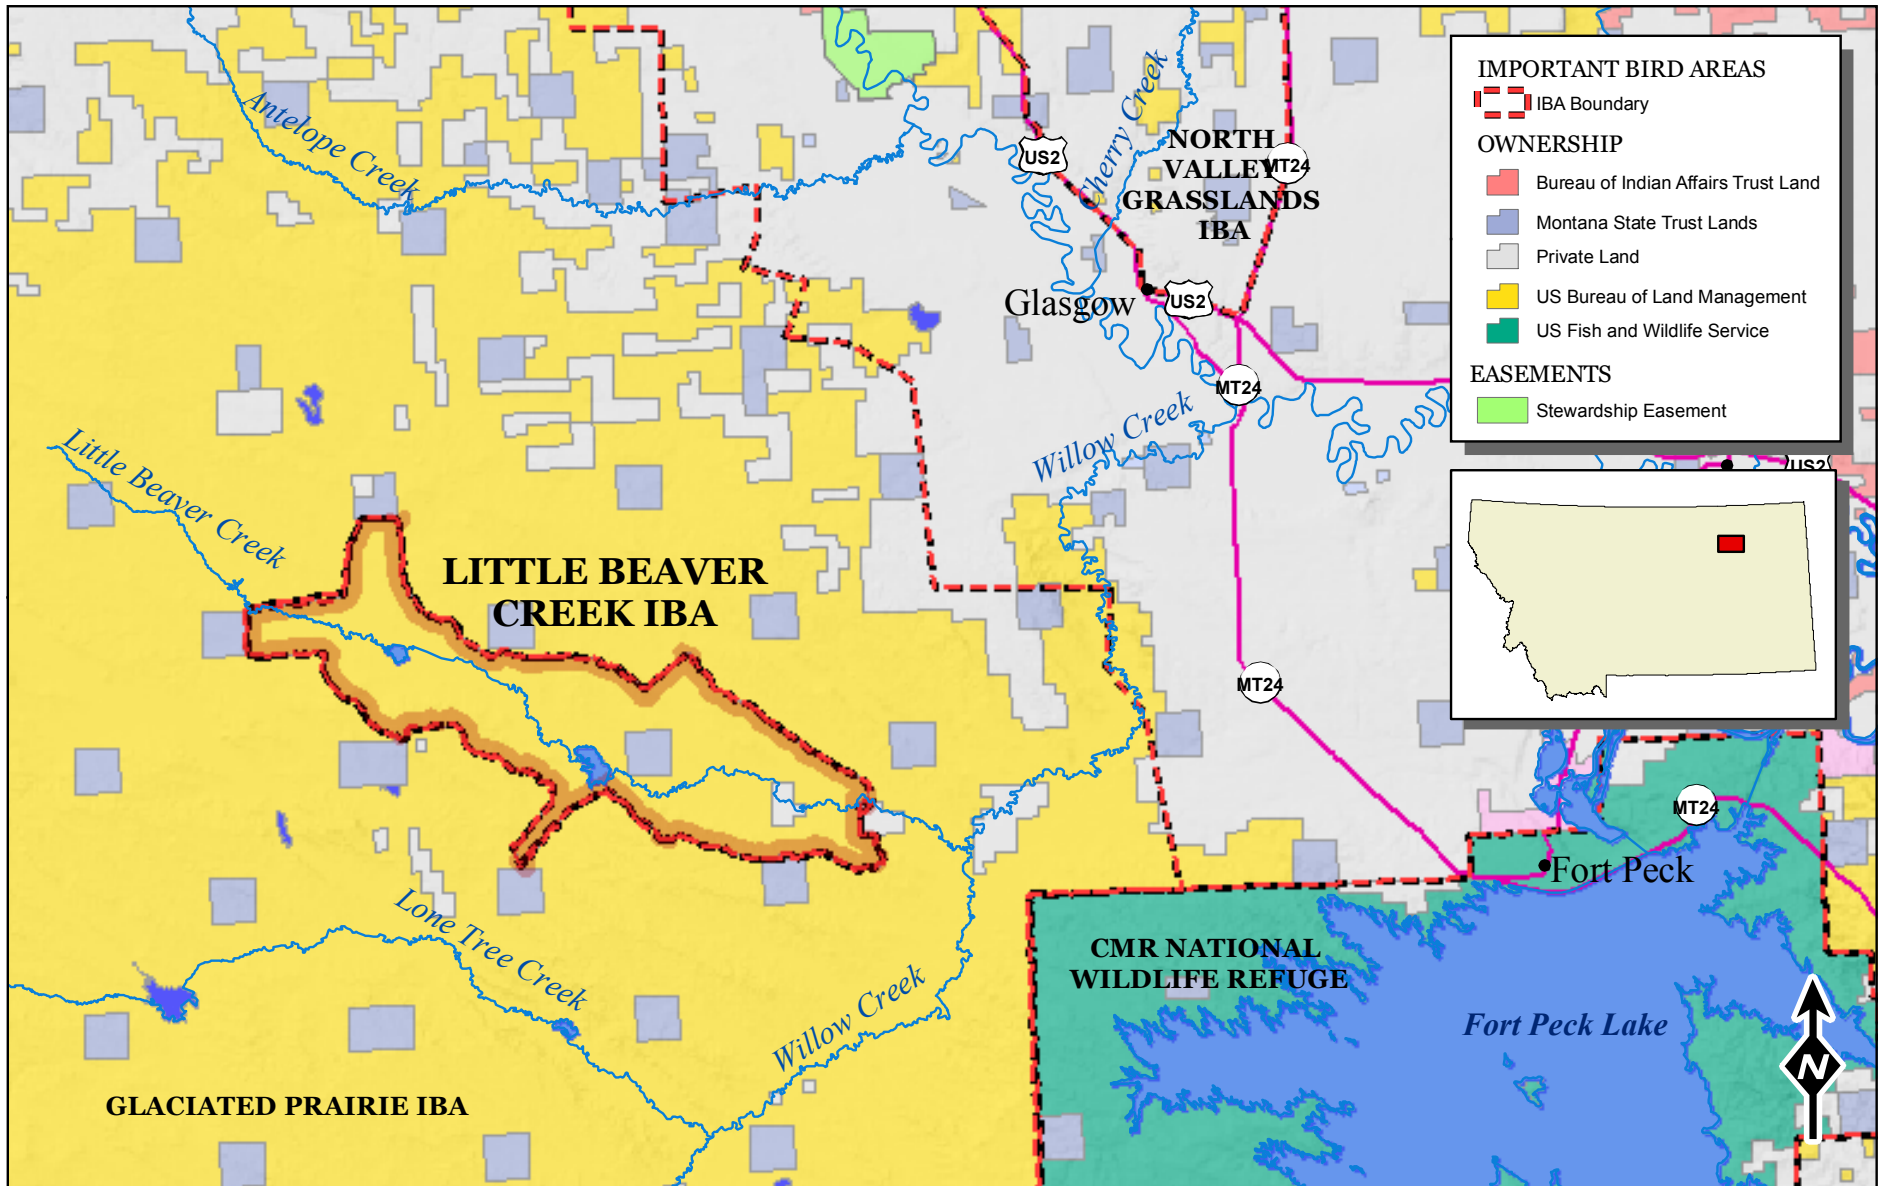 Antelope Creek
US2
Cherry Creek
NORTH
VALLEY
GRASSLANDS
IBA
MT24
Glasgow
US2
MT24
Willow Creek
Little Beaver Creek
LITTLE BEAVER
CREEK IBA
MT24
MT24
Fort Peck
Lone Tree Creek
Willow Creek
CMR NATIONAL
WILDLIFE REFUGE
Fort Peck Lake
GLACIATED PRAIRIE IBA
IMPORTANT BIRD AREAS
IBA Boundary
OWNERSHIP
Bureau of Indian Affairs Trust Land
Montana State Trust Lands
Private Land
US Bureau of Land Management
US Fish and Wildlife Service
EASEMENTS
Stewardship Easement
US2
N